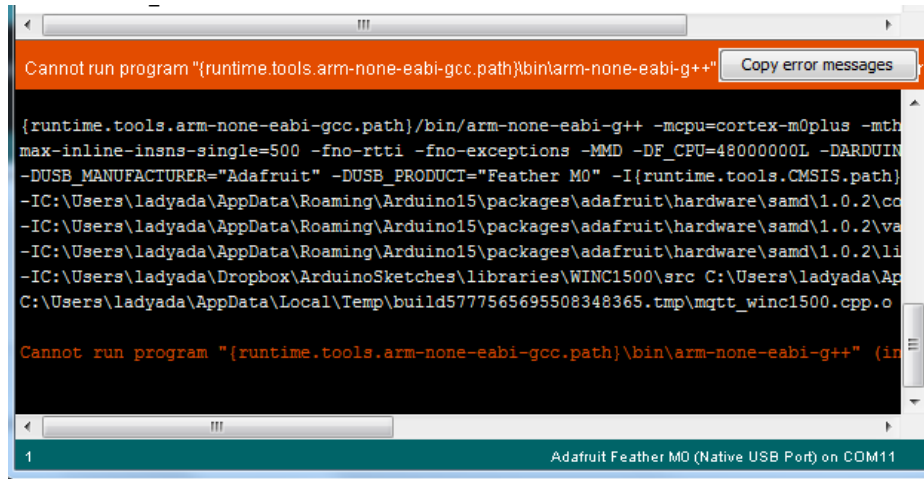 Cannot run program "{runtime.tools.arm-none-eabi-gcc.path}\bin\arm-none-eabi-g++"
Copy error messages
{runtime.tools.arm-none-eabi-gcc.path}/bin/arm-none-eabi-g++ -mcpu=cortex-m0plus -mth
max-inline-insns-single=500 -fno-rtti -fno-exceptions -MMD -DF_CPU=48000000L -DARDUIN
-DUSB_MANUFACTURER="Adafruit" -DUSB_PRODUCT="Feather M0" -I{runtime.tools.CMSIS.path}
-IC:\Users\ladyada\AppData\Roaming\Arduino15\packages\adafruit\hardware\samd\1.0.2\co
-IC:\Users\ladyada\AppData\Roaming\Arduino15\packages\adafruit\hardware\samd\1.0.2\va
-IC:\Users\ladyada\AppData\Roaming\Arduino15\packages\adafruit\hardware\samd\1.0.2\li
-IC:\Users\ladyada\Dropbox\ArduinoSketches\libraries\WINC1500\src C:\Users\ladyada\Ap
C:\Users\ladyada\AppData\Local\Temp\build5777565695508348365.tmp\mqtt_winc1500.cpp.o
Cannot run program "{runtime.tools.arm-none-eabi-gcc.path}\bin\arm-none-eabi-g++" (in
1
Adafruit Feather M0 (Native USB Port) on COM11